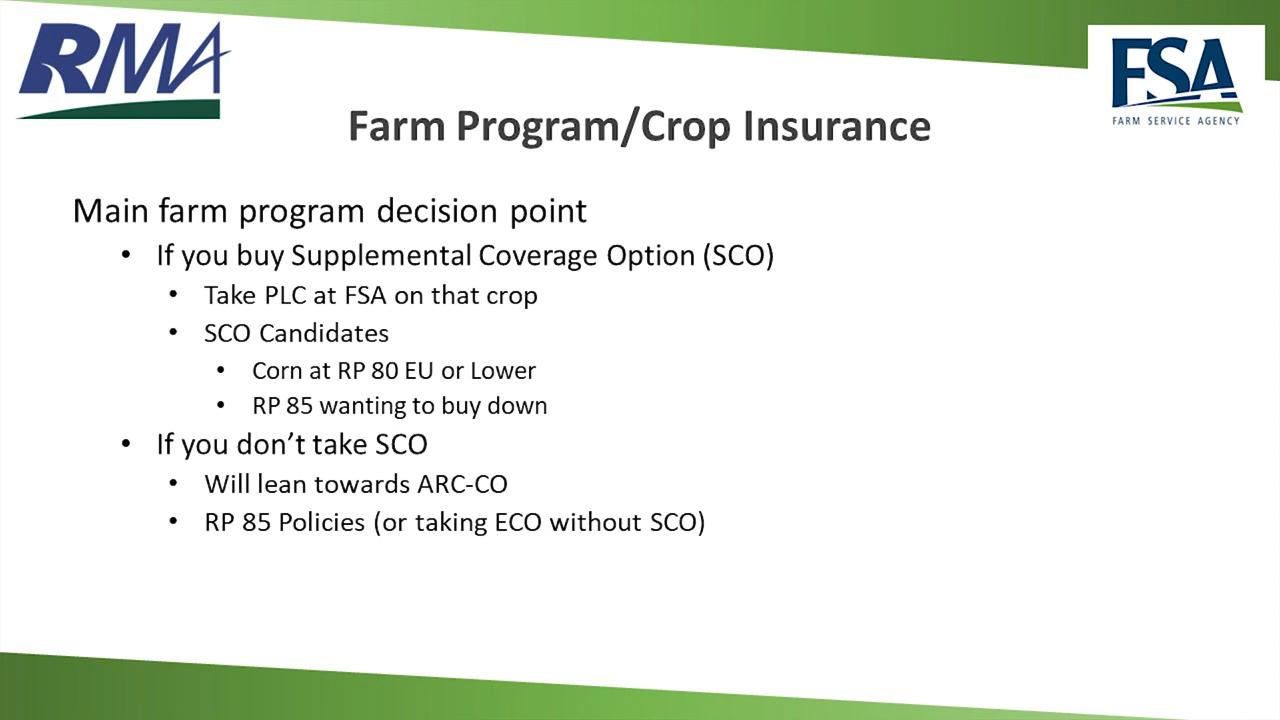 RMA
FSA
FARM SERVICE AGENCY
Farm Program/Crop Insurance
Main farm program decision point
• If you buy Supplemental Coverage Option (SCO)
• Take PLC at FSA on that crop
• SCO Candidates
• Corn at RP 80 EU or Lower
• RP 85 wanting to buy down
• If you don’t take SCO
• Will lean towards ARC-CO
• RP 85 Policies (or taking ECO without SCO)